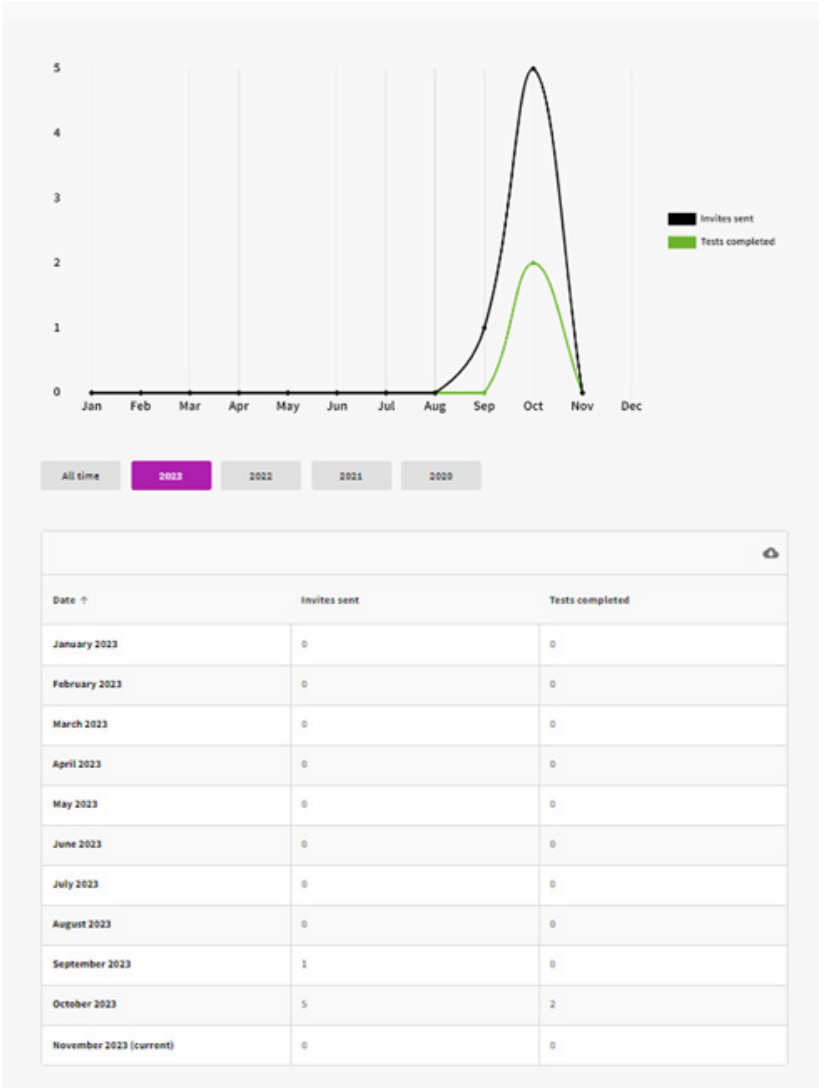 5
4
3
Invites sent
Tests completed
2
1
0
Jan Feb Mar Apr May Jun Jul Aug Sep Oct Nov Dec
All time 2023 2022 2021 2020
Date ↑ Invites sent Tests completed
January 2023 0 0
February 2023 0 0
March 2023 0 0
April 2023 0 0
May 2023 0 0
June 2023 0 0
July 2023 0 0
August 2023 0 0
September 2023 1 0
October 2023 5 2
November 2023 (current) 0 0